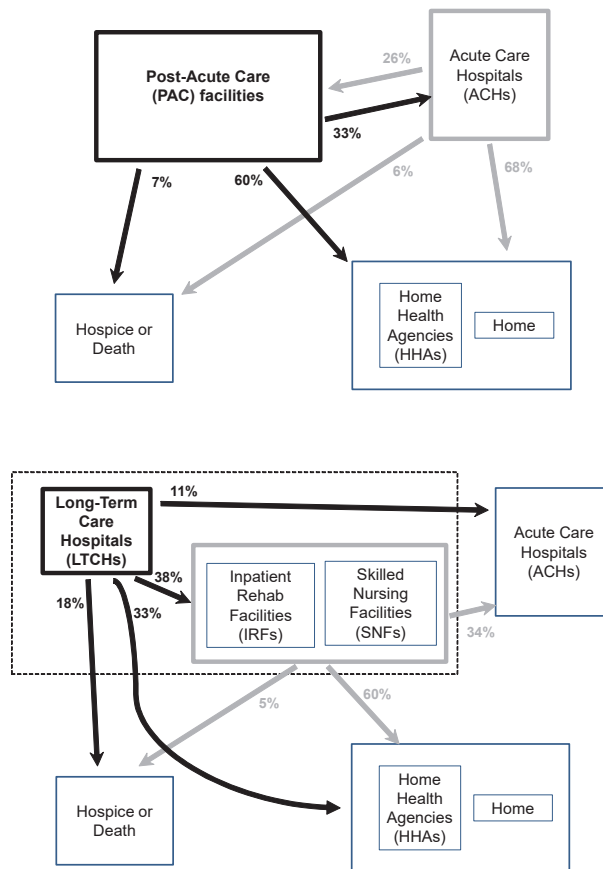 Post-Acute Care
(PAC) facilities
26%
Acute Care
Hospitals
(ACHs)
33%
7%
60%
6%
68%
Hospice or
Death
Home
Health
Agencies
(HHAs)
Home
Long-Term
Care
Hospitals
(LTCHs)
11%
Acute Care
Hospitals
(ACHs)
38%
18%
33%
Inpatient
Rehab
Facilities
(IRFs)
Skilled
Nursing
Facilities
(SNFs)
34%
5%
60%
Hospice or
Death
Home
Health
Agencies
(HHAs)
Home